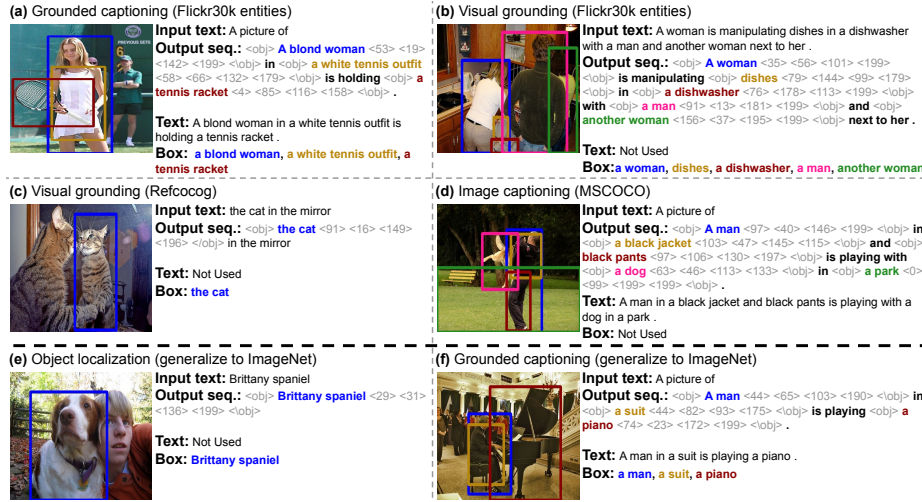 (a) Grounded captioning (Flickr30k entities)
Input text: A picture of
Output seq.: <obj> A blond woman <53> <19>
<142> <199> <\obj> in <obj> a white tennis outfit
<58> <66> <132> <179> <\obj> is holding <obj> a
tennis racket <4> <85> <116> <158> <\obj> .
Text: A blond woman in a white tennis outfit is
holding a tennis racket .
Box: a blond woman, a white tennis outfit, a
tennis racket
PREVIOUS SETS
6
(b) Visual grounding (Flickr30k entities)
Input text: A woman is manipulating dishes in a dishwasher
with a man and another woman next to her .
Output seq.: <obj> A woman <35> <56> <101> <199>
<\obj> is manipulating <obj> dishes <79> <144> <99> <179>
<\obj> in <obj> a dishwasher <76> <178> <113> <199> <\obj>
with <obj> a man <91> <13> <181> <199> <\obj> and <obj>
another woman <156> <37> <195> <199> <\obj> next to her .
Text: Not Used
Box:a woman, dishes, a dishwasher, a man, another woman
(c) Visual grounding (Refcocog)
Input text: the cat in the mirror
Output seq.: <obj> the cat <91> <16> <149>
<196> </obj> in the mirror
Text: Not Used
Box: the cat
(d) Image captioning (MSCOCO)
Input text: A picture of
Output seq.: <obj> A man <97> <40> <146> <199> <\obj> in
<obj> a black jacket <103> <47> <145> <115> <\obj> and <obj>
black pants <97> <106> <130> <197> <\obj> is playing with
<obj> a dog <63> <46> <113> <133> <\obj> in <obj> a park <0>
<99> <199> <199> <\obj> .
Text: A man in a black jacket and black pants is playing with a
dog in a park .
Box: Not Used
(e) Object localization (generalize to ImageNet)
Input text: Brittany spaniel
Output seq.: <obj> Brittany spaniel <29> <31>
<136> <199> <\obj>
Text: Not Used
Box: Brittany spaniel
(f) Grounded captioning (generalize to ImageNet)
Input text: A picture of
Output seq.: <obj> A man <44> <65> <103> <190> <\obj> in
<obj> a suit <44> <82> <93> <175> <\obj> is playing <obj> a
piano <74> <23> <172> <199> <\obj> .
Text: A man in a suit is playing a piano .
Box: a man, a suit, a piano